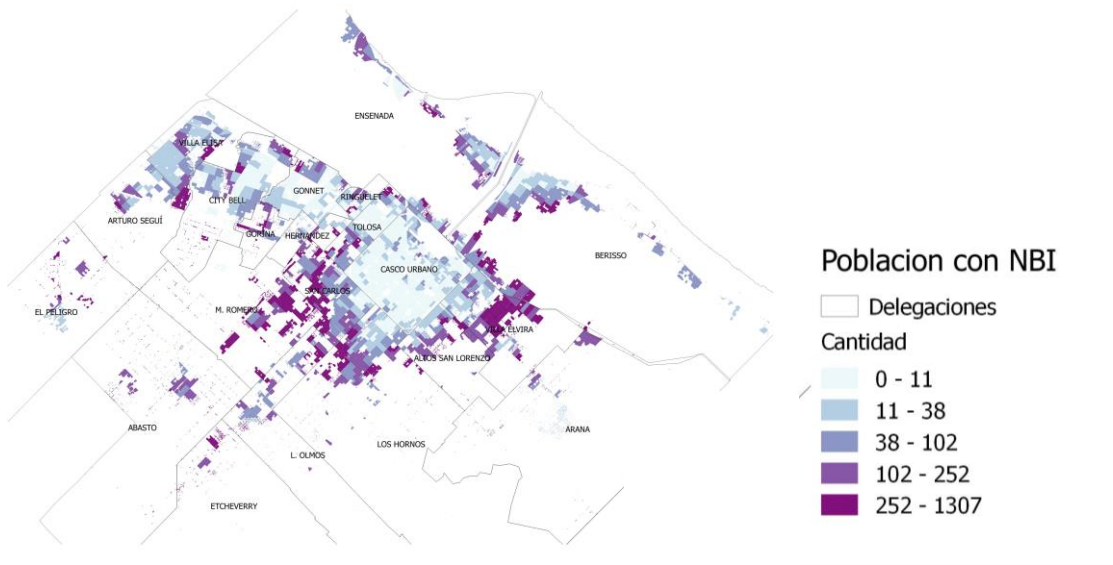 ENSENADA
VILLA ELISA
GONNET
RINGUELET
CITY BELL
ARTURO SEGUÍ
TOLOSA
GORINA
HERNANDEZ
BERISSO
CASCO URBANO
SAN CARLOS
M. ROMERO
EL PELIGRO
VILLA ELVIRA
ALTOS SAN LORENZO
ABASTO
ARANA
LOS HORNOS
L. OLMOS
ETCHEVERRY
Poblacion con NBI
Delegaciones
Cantidad
0 - 11
11 - 38
38 - 102
102 - 252
252 - 1307